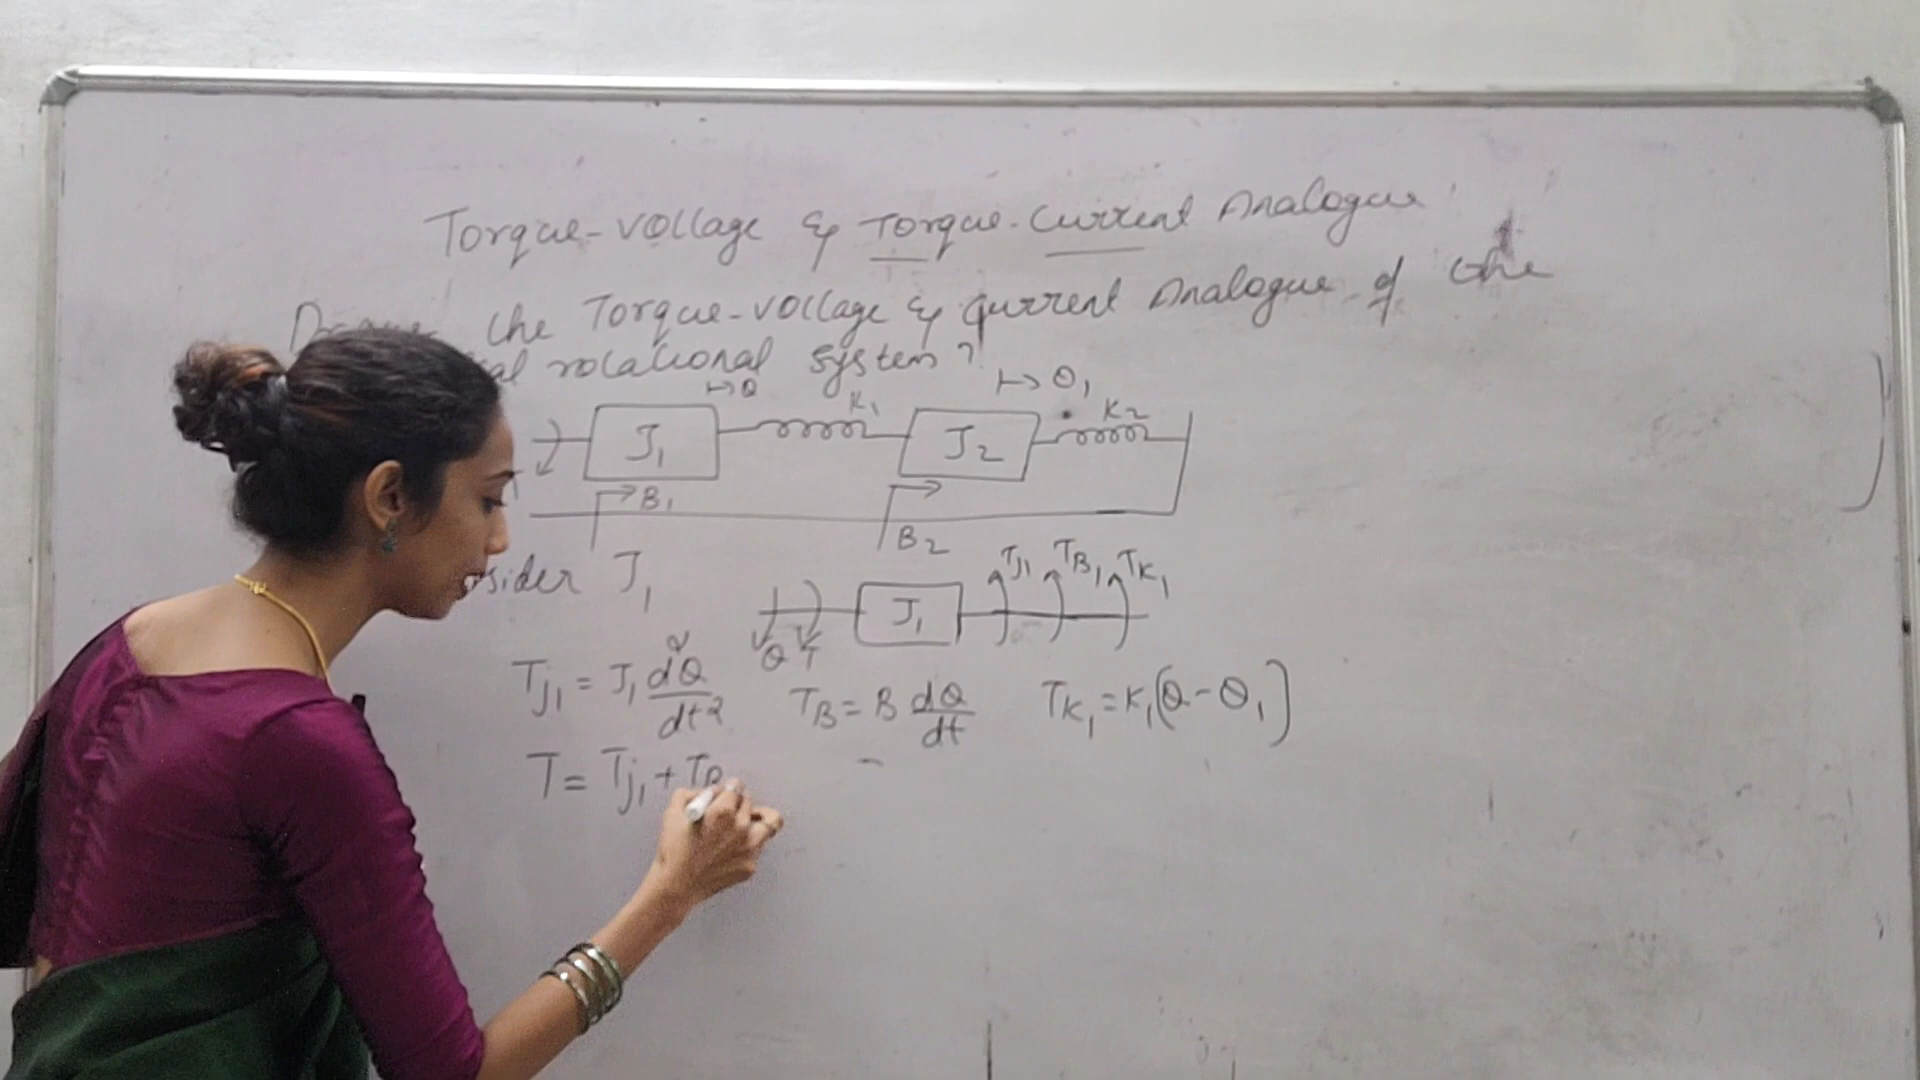 Torque-voltage & Torque-Current Analogue
the Torque-voltage & Current Analogue of the
rotational system?
θ K₁ θ₁ K₂
J₁ J₂
T
B₁
B₂
J₁
Tj₁ TB₁ TK₁
J₁
θ T
Tj₁ = J₁ d²θ/dt² TB = B dθ/dt TK₁ = K₁(θ - θ₁)
T = Tj₁ + TB